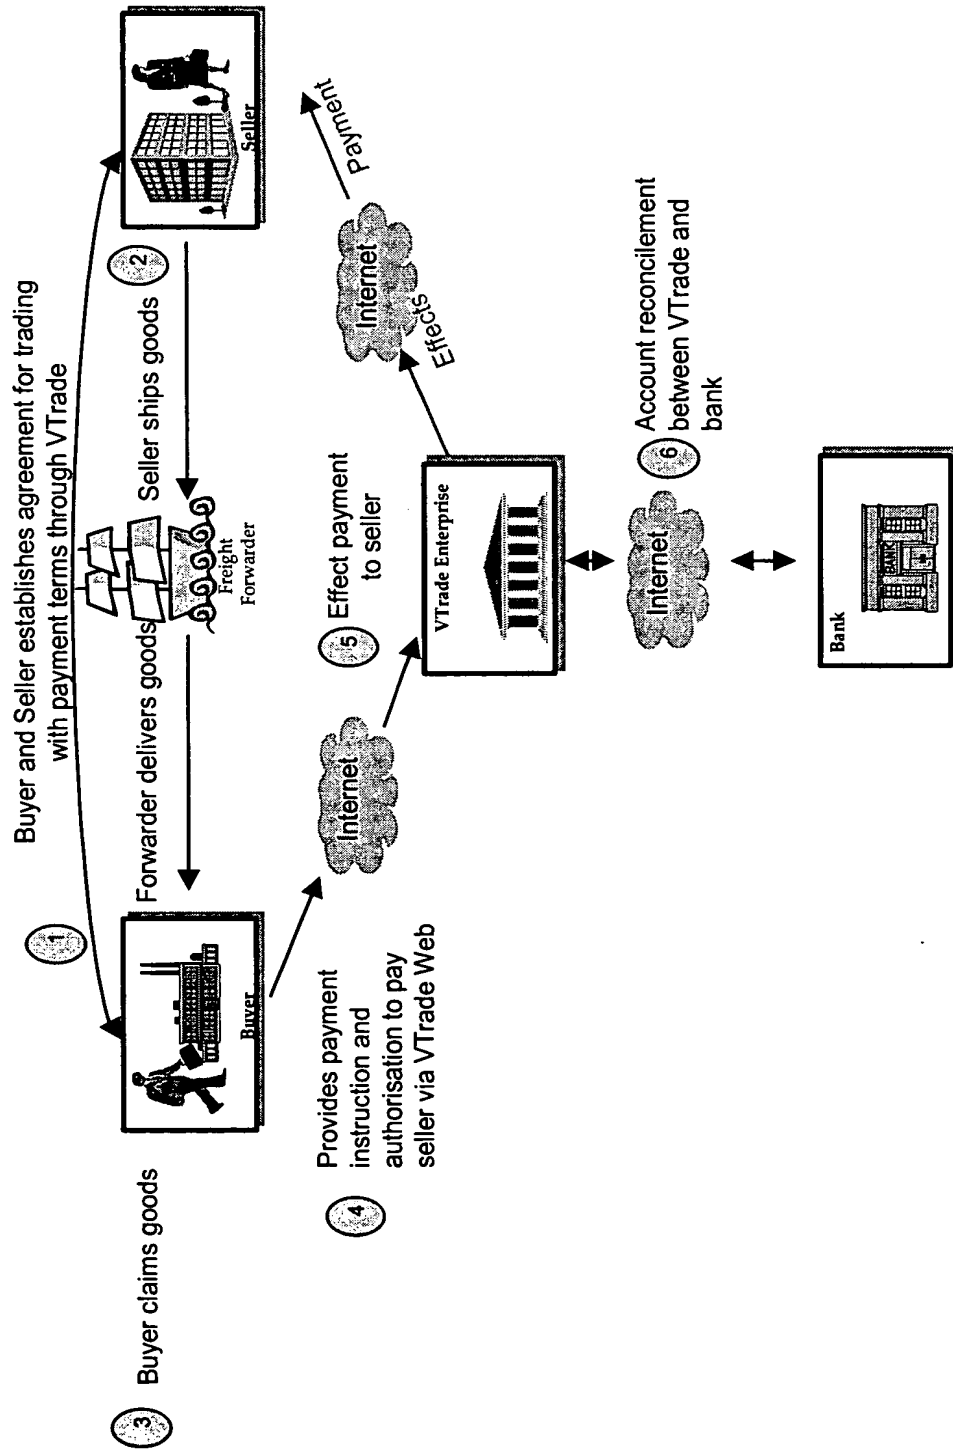 Buyer and Seller establishes agreement for trading
with payment terms through VTrade
1
2
Seller ships goods
Forwarder delivers goods
Freight
Forwarder
Seller
Buyer
3
Buyer claims goods
4
Provides payment
instruction and
authorisation to pay
seller via VTrade Web
Internet
5
Effect payment
to seller
Internet
Effects
Payment
VTrade Enterprise
Internet
6
Account reconcilement
between VTrade and
bank
Bank
BANK